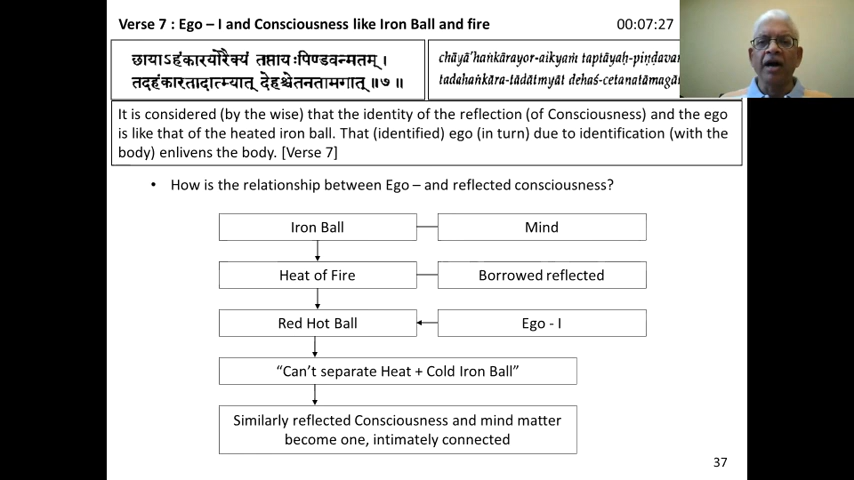 Verse 7 : Ego – I and Consciousness like Iron Ball and fire
00:07:27
छायाऽहंकारयोरैक्यं तप्तायःपिण्डवन्मतम् ।
तदहंकारतादात्म्यात् देहश्चेतनतामगात् ॥७॥
chāyā'haṅkārayor-aikyaṁ taptāyaḥ-piṇḍavan
tadahaṅkāra-tādātmyāt dehaś-cetanatāmagāt
It is considered (by the wise) that the identity of the reflection (of Consciousness) and the ego
is like that of the heated iron ball. That (identified) ego (in turn) due to identification (with the
body) enlivens the body. [Verse 7]
• How is the relationship between Ego – and reflected consciousness?
Iron Ball
Mind
Heat of Fire
Borrowed reflected
Red Hot Ball
Ego - I
“Can’t separate Heat + Cold Iron Ball”
Similarly reflected Consciousness and mind matter
become one, intimately connected
37